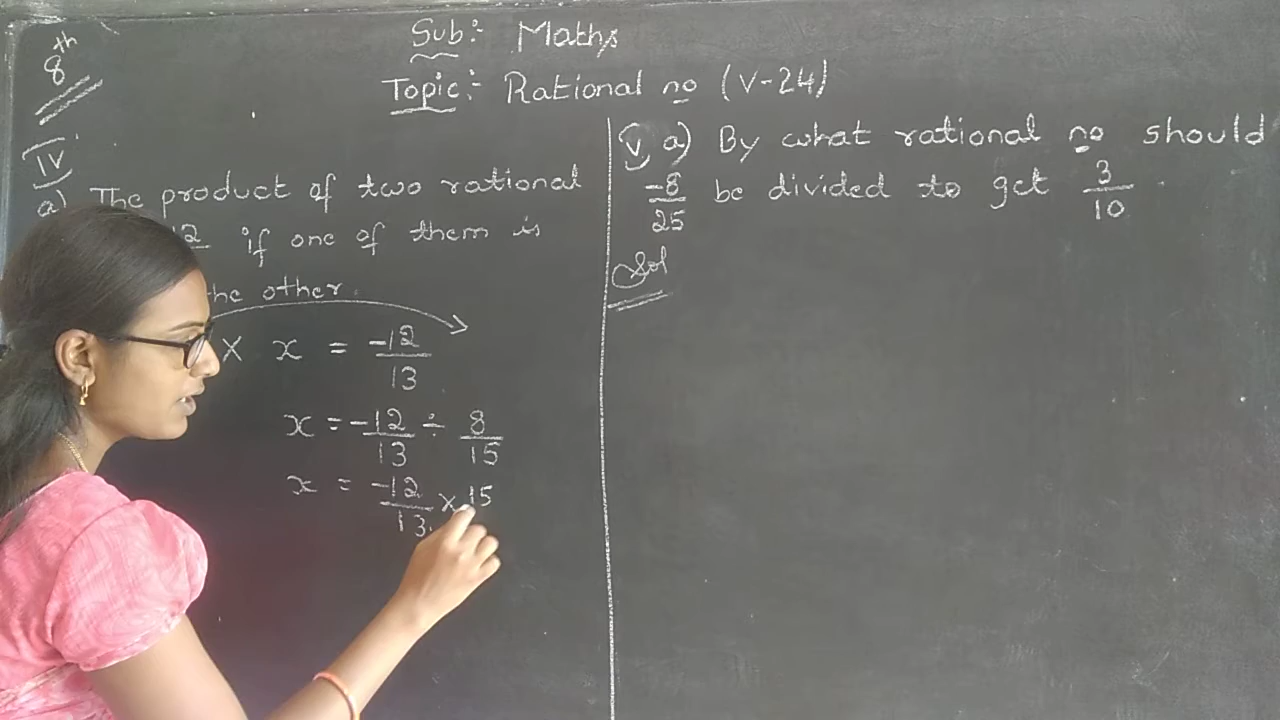 8th
Sub:- Maths
Topic:- Rational no (V-24)
IV
a) The product of two rational
12 if one of them is
the other.
X x = -12/13
x = -12/13 ÷ 8/15
x = -12/13 × 15
V a) By what rational no should
-8/25 be divided to get 3/10.
Sol